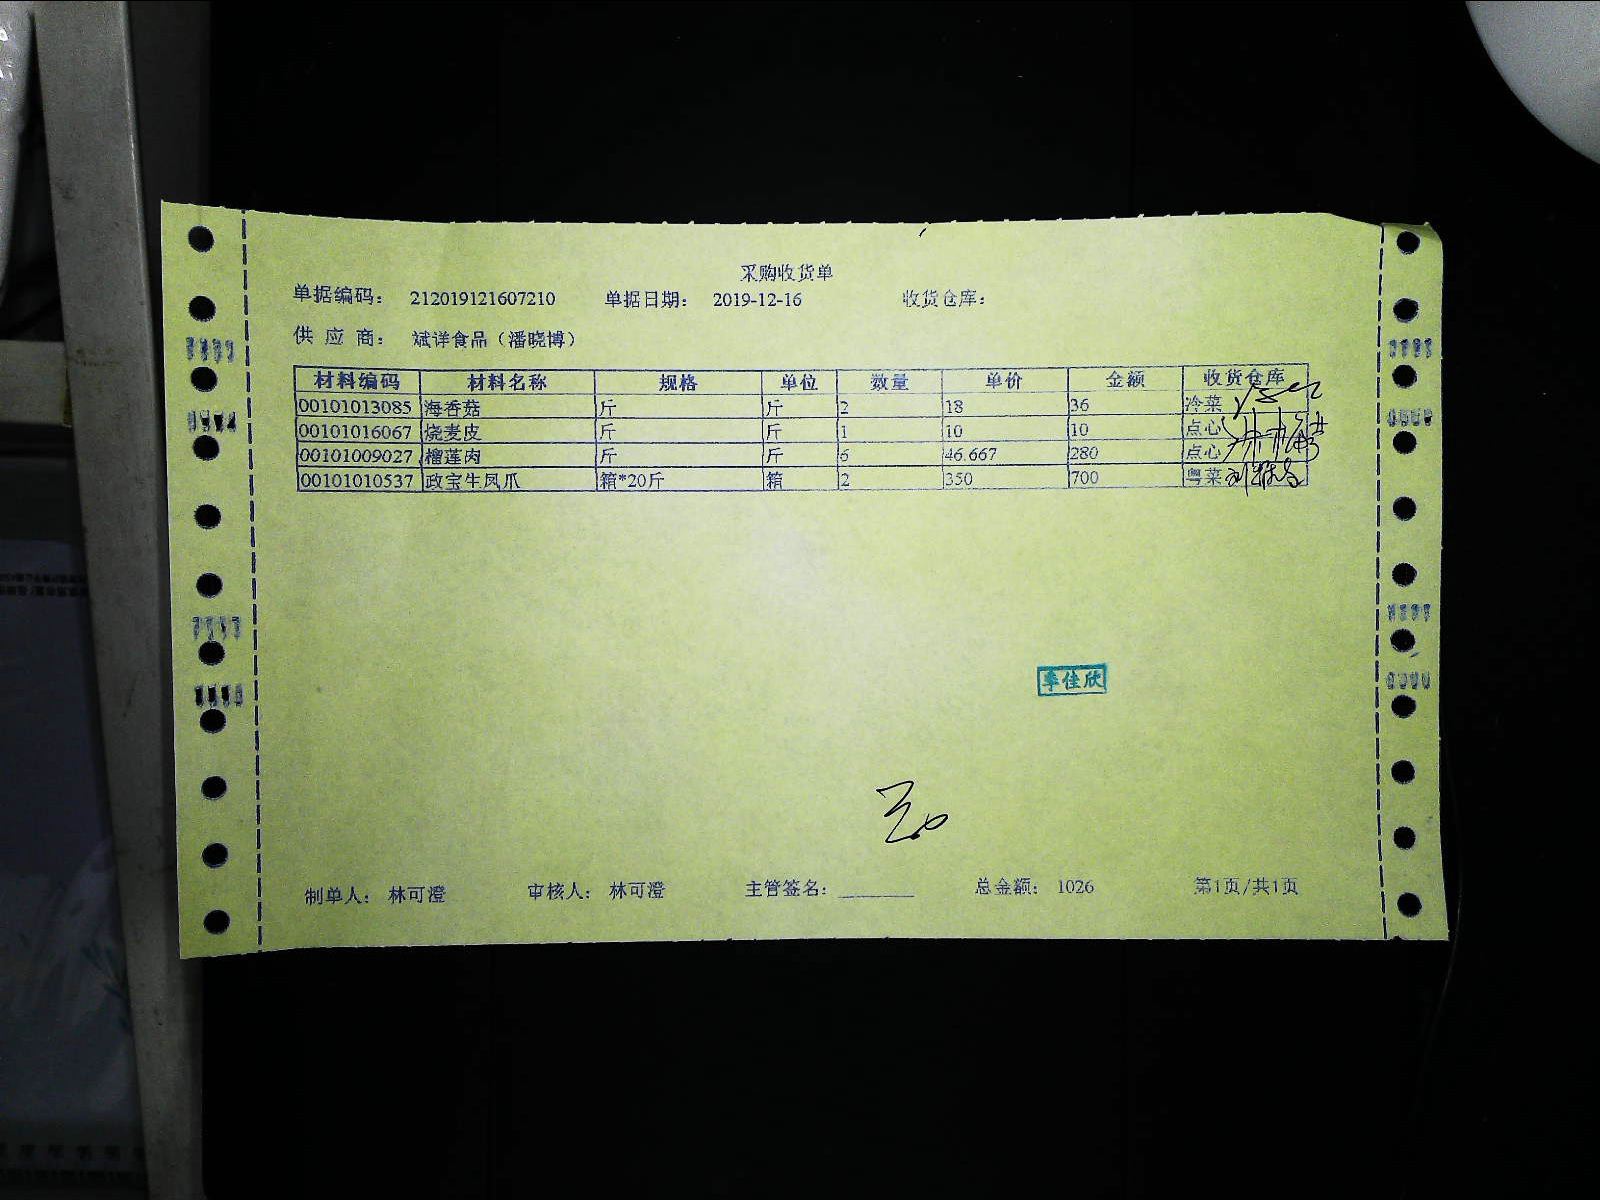 采购收货单
单据编码： 212019121607210 单据日期： 2019-12-16 收货仓库：
供 应 商： 斌详食品（潘晓博）
材料编码 材料名称 规格 单位 数量 单价 金额 收货仓库
00101013085 海香菇 斤 斤 2 18 36 冷菜
00101016067 烧麦皮 斤 斤 1 10 10 点心
00101009027 榴莲肉 斤 斤 6 46.667 280 点心
00101010537 政宝生凤爪 箱*20斤 箱 2 350 700 粤菜
李佳欣
制单人： 林可澄 审核人： 林可澄 主管签名： 总金额： 1026 第1页/共1页